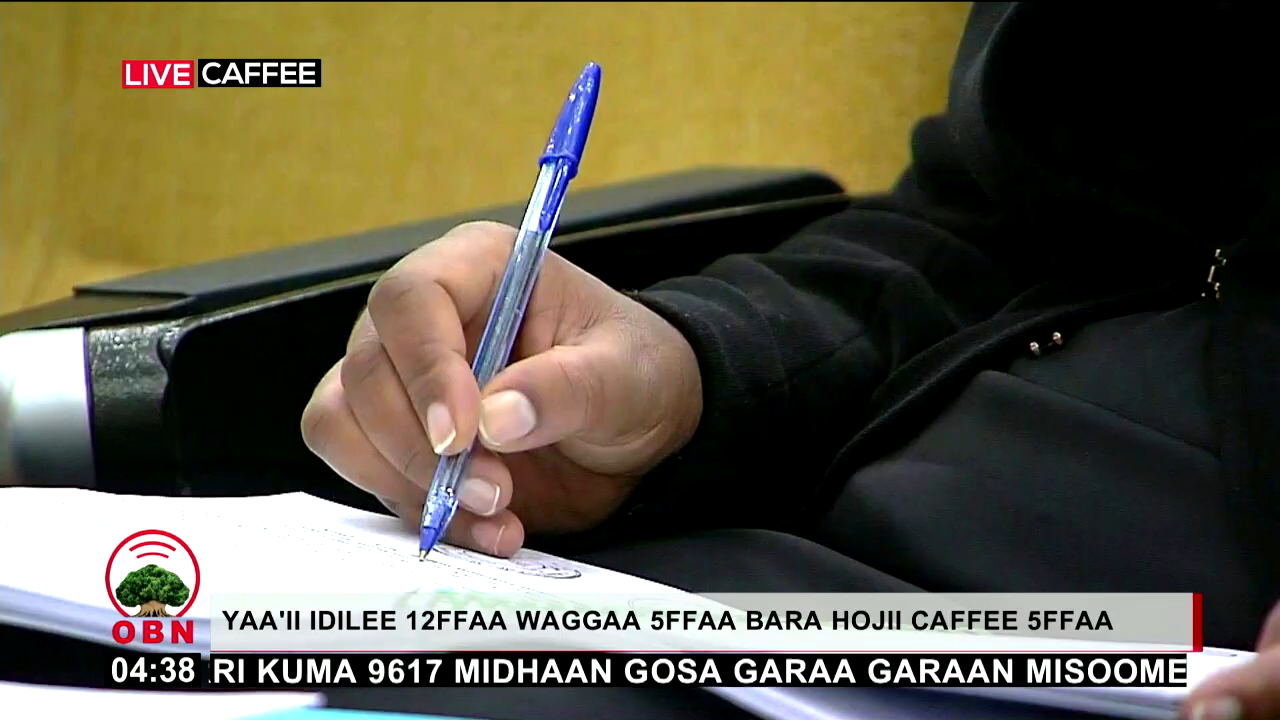 LIVE CAFFEE
OBN
YAA'II IDILEE 12FFAA WAGGAA 5FFAA BARA HOJII CAFFEE 5FFAA
04:38 RI KUMA 9617 MIDHAAN GOSA GARAA GARAAN MISOOME